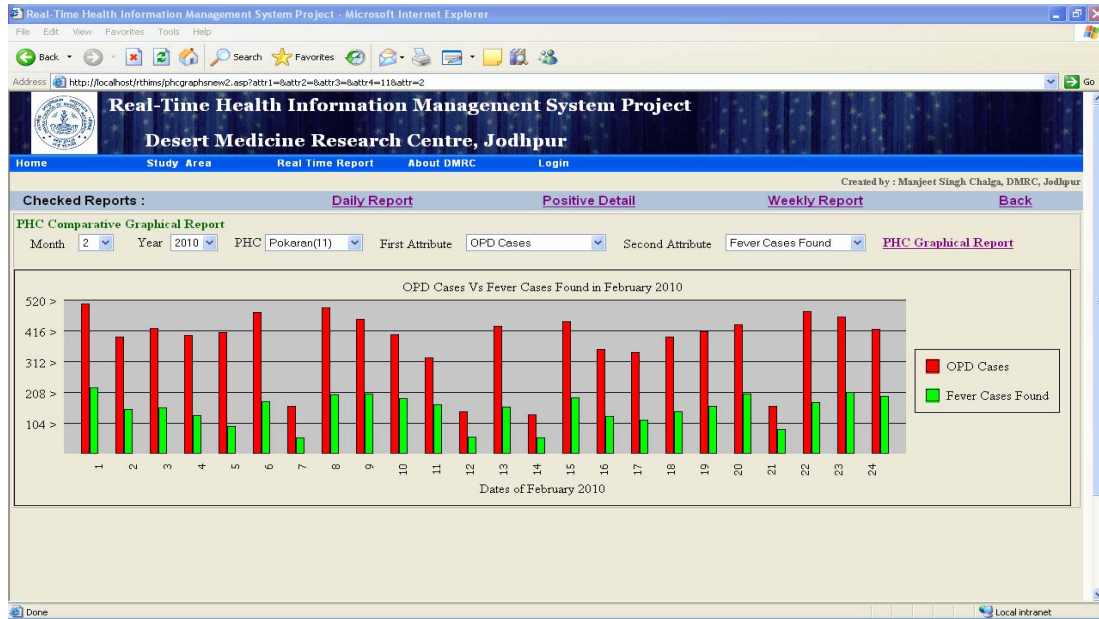 Real-Time Health Information Management System Project - Microsoft Internet Explorer
File Edit View Favorites Tools Help
Back Search Favorites
Address http://localhost/rthims/phcgraphsnew2.asp?attr1=8&attr2=8&attr3=8&attr4=11&attr=2 Go
Real-Time Health Information Management System Project
Desert Medicine Research Centre, Jodhpur
Home Study Area Real Time Report About DMRC Login
Created by : Manjeet Singh Chalga, DMRC, Jodhpur
Checked Reports : Daily Report Positive Detail Weekly Report Back
PHC Comparative Graphical Report
Month 2 Year 2010 PHC Pokaran(11) First Attribute OPD Cases Second Attribute Fever Cases Found PHC Graphical Report
OPD Cases Vs Fever Cases Found in February 2010
520 >
416 >
312 >
208 >
104 >
OPD Cases
Fever Cases Found
1 2 3 4 5 6 7 8 9 10 11 12 13 14 15 16 17 18 19 20 21 22 23 24
Dates of February 2010
Done Local intranet